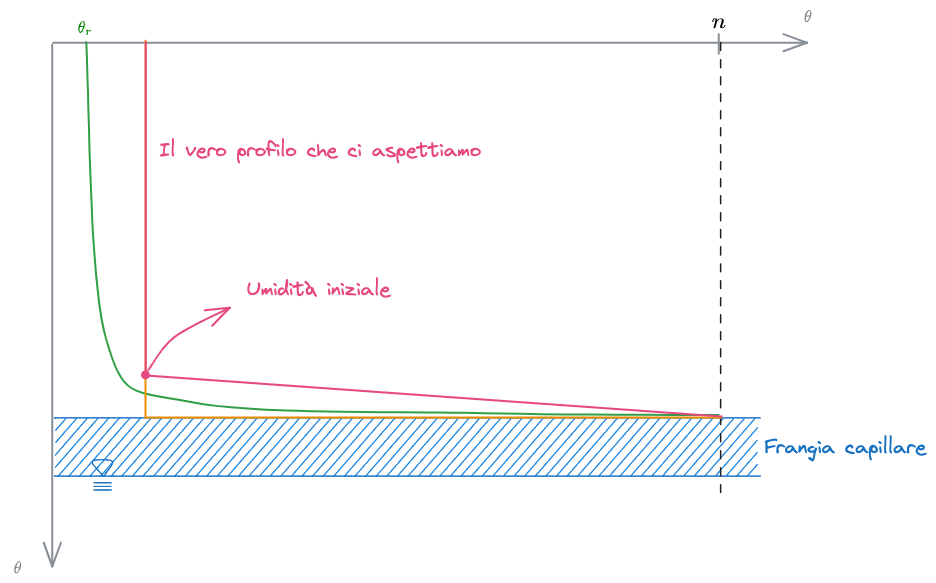 θr
n
θ
Il vero profilo che ci aspettiamo
Umidità iniziale
Frangia capillare
θ